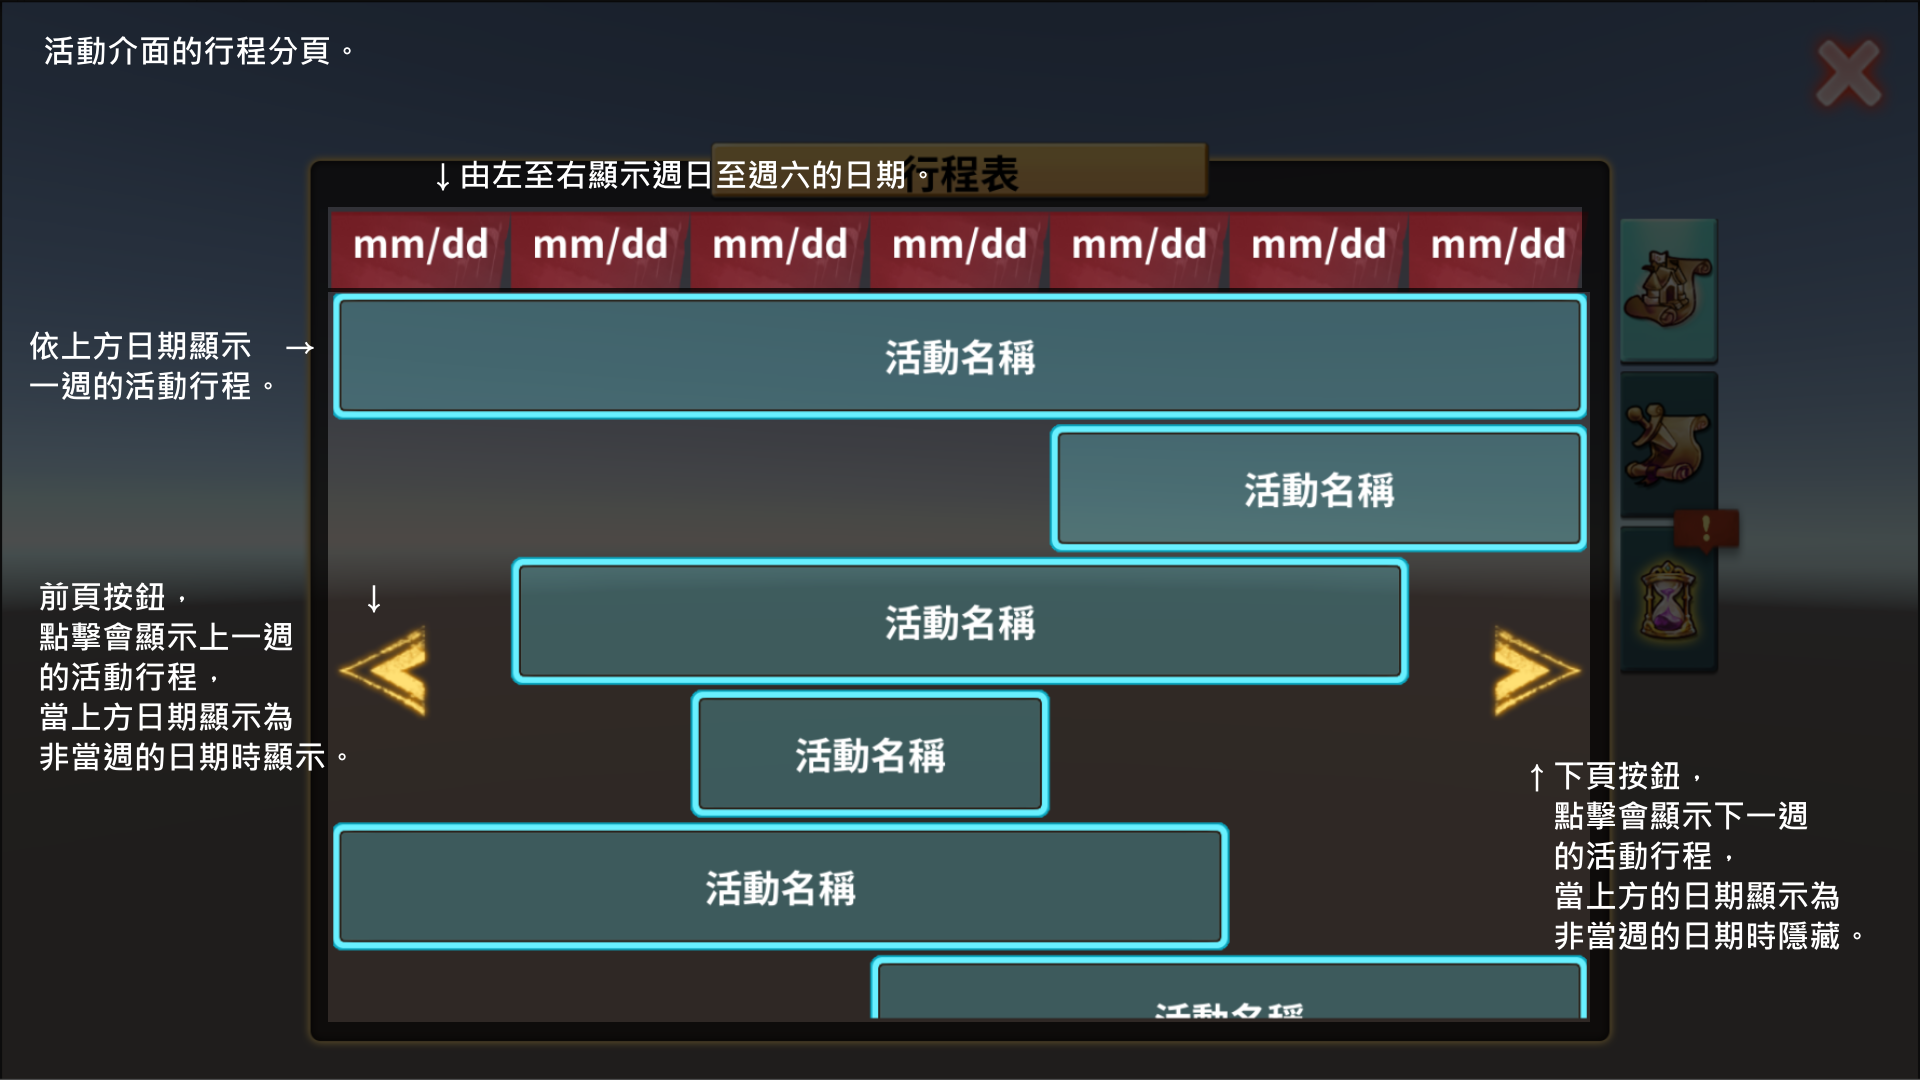 活動介面的行程分頁。
行程表
↓由左至右顯示週日至週六的日期。
mm/dd mm/dd mm/dd mm/dd mm/dd mm/dd mm/dd
依上方日期顯示 →
一週的活動行程。
活動名稱
活動名稱
活動名稱
活動名稱
活動名稱
活動名稱
前頁按鈕， ↓
點擊會顯示上一週
的活動行程，
當上方日期顯示為
非當週的日期時顯示。
↑下頁按鈕，
點擊會顯示下一週
的活動行程，
當上方的日期顯示為
非當週的日期時隱藏。
!